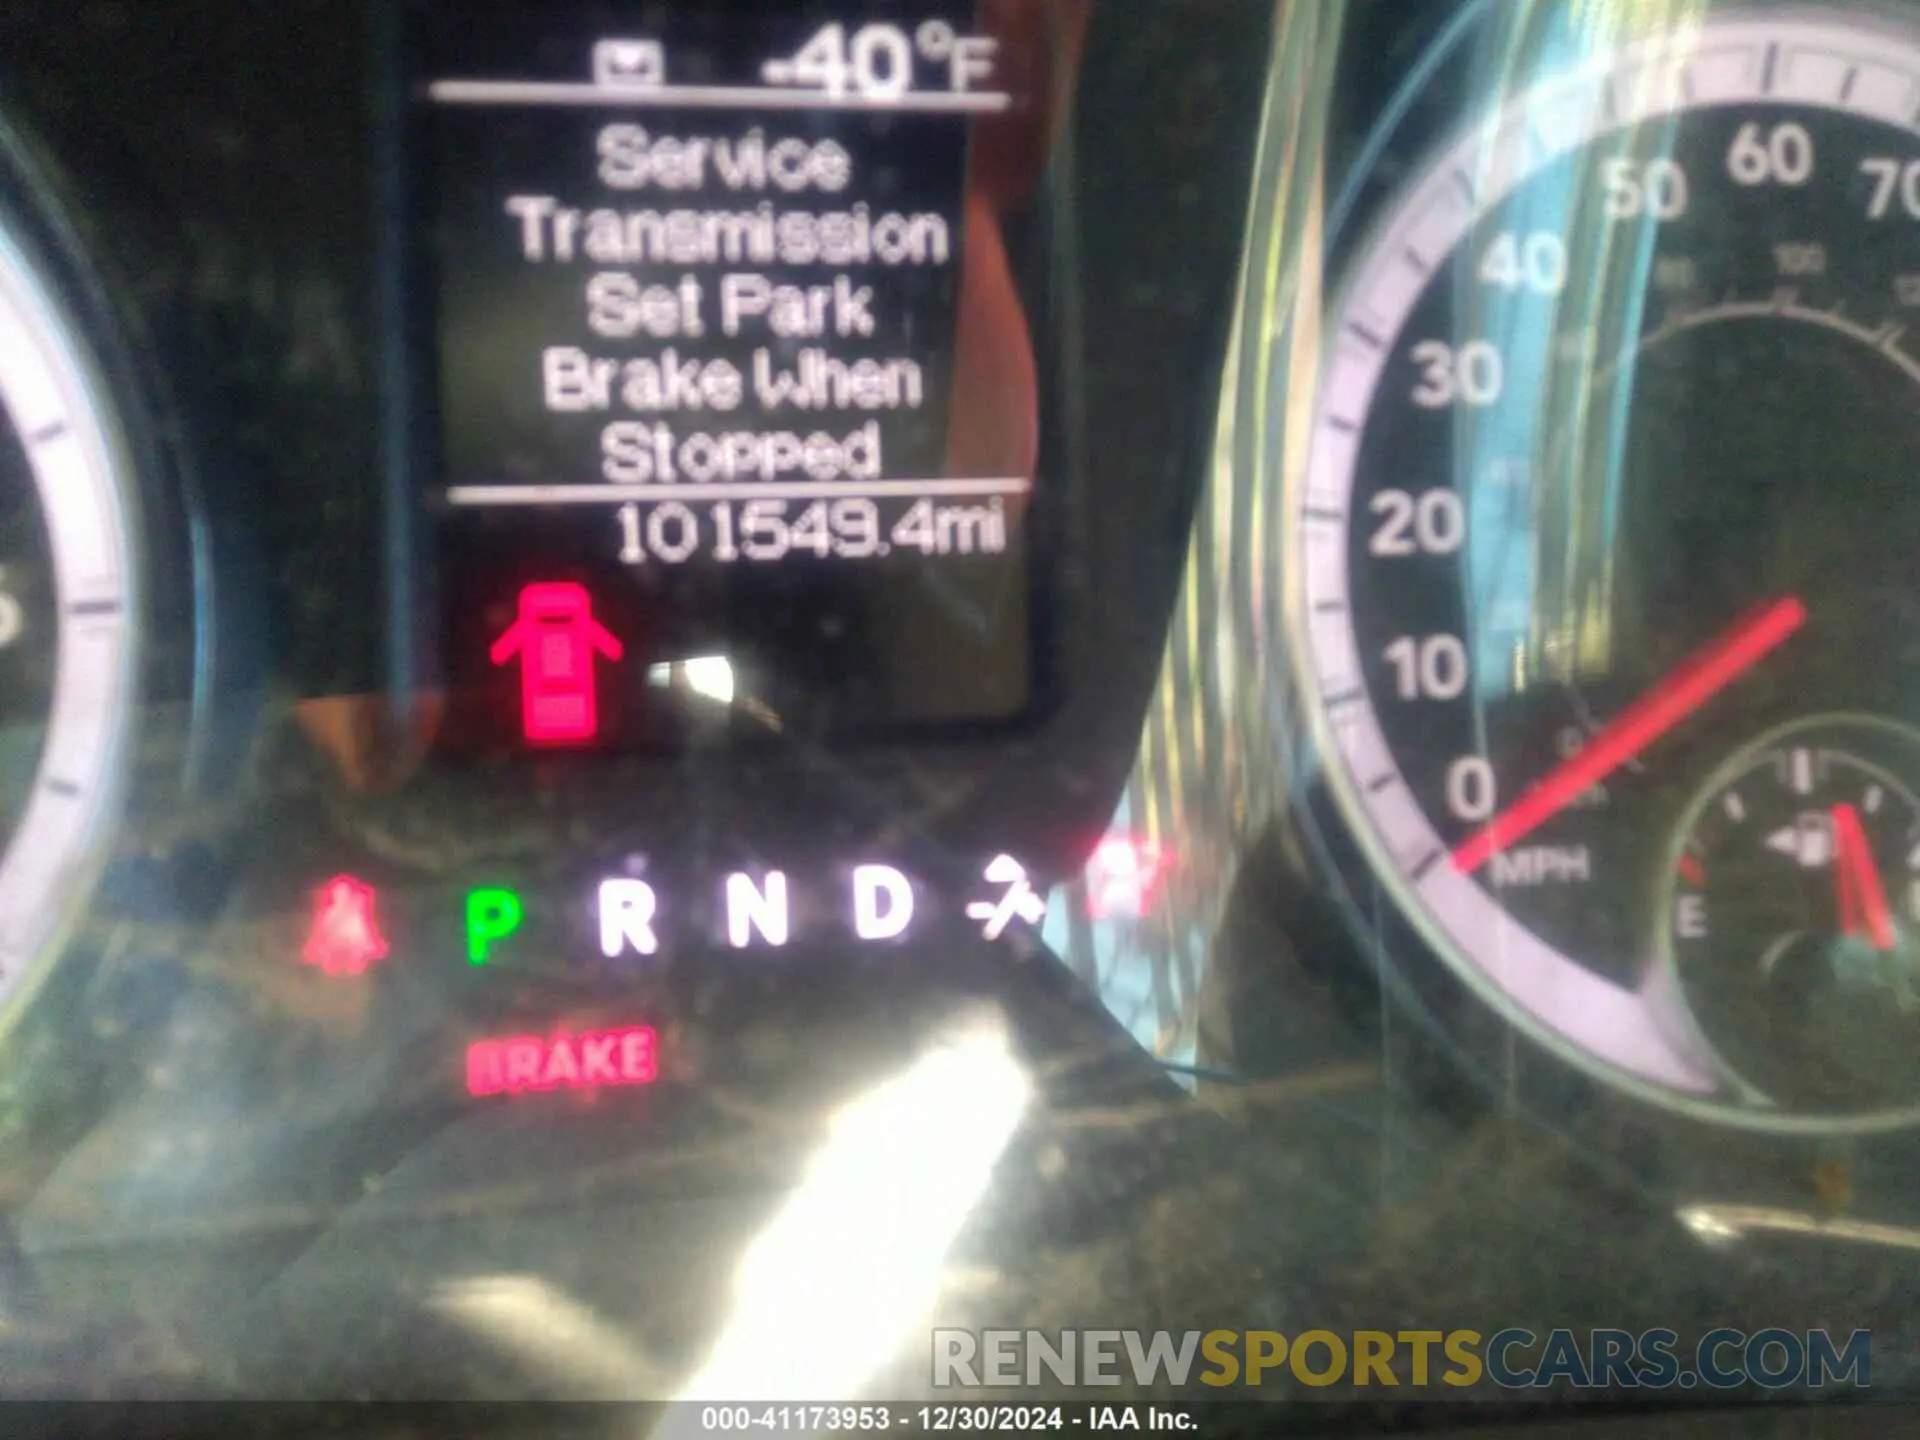 -40°F
Service
Transmission
Set Park
Brake When
Stopped
101549.4mi
P R N D
BRAKE
0
10
20
30
40
50
60
70
100
MPH
E
RENEWSPORTSCARS.COM
000-41173953 - 12/30/2024 - IAA Inc.